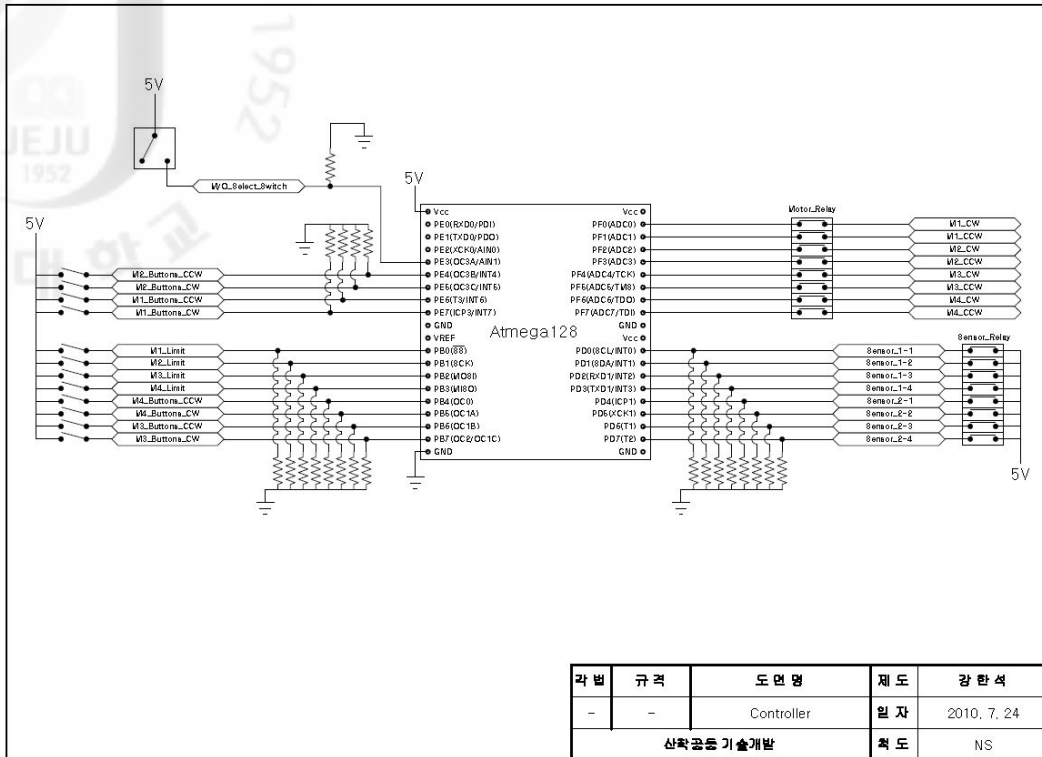 1952
JEJU
1952
대학교
5V
M/O_Select_Switch
5V
5V
M2_Buttons_CCW
M2_Buttons_CW
M1_Buttons_CCW
M1_Buttons_CW
M1_Limit
M2_Limit
M3_Limit
M4_Limit
M4_Buttons_CCW
M4_Buttons_CW
M3_Buttons_CCW
M3_Buttons_CW
Vcc
PE0(RXD0/PDI)
PE1(TXD0/PDO)
PE2(XCK0/AIN0)
PE3(OC3A/AIN1)
PE4(OC3B/INT4)
PE5(OC3C/INT5)
PE6(T3/INT6)
PE7(ICP3/INT7)
GND
VREF
PB0(SS)
PB1(SCK)
PB2(MOSI)
PB3(MISO)
PB4(OC0)
PB5(OC1A)
PB6(OC1B)
PB7(OC2/OC1C)
GND
Atmega128
Vcc
PF0(ADC0)
PF1(ADC1)
PF2(ADC2)
PF3(ADC3)
PF4(ADC4/TCK)
PF5(ADC5/TMS)
PF6(ADC6/TDO)
PF7(ADC7/TDI)
GND
Vcc
PD0(SCL/INT0)
PD1(SDA/INT1)
PD2(RXD1/INT2)
PD3(TXD1/INT3)
PD4(ICP1)
PD5(XCK1)
PD6(T1)
PD7(T2)
GND
Motor_Relay
M1_CW
M1_CCW
M2_CW
M2_CCW
M3_CW
M3_CCW
M4_CW
M4_CCW
Sensor_Relay
Sensor_1-1
Sensor_1-2
Sensor_1-3
Sensor_1-4
Sensor_2-1
Sensor_2-2
Sensor_2-3
Sensor_2-4
5V
각법 규격 도면명 제도 강한석
- - Controller 일자 2010. 7. 24
산학공동기술개발 척도 NS